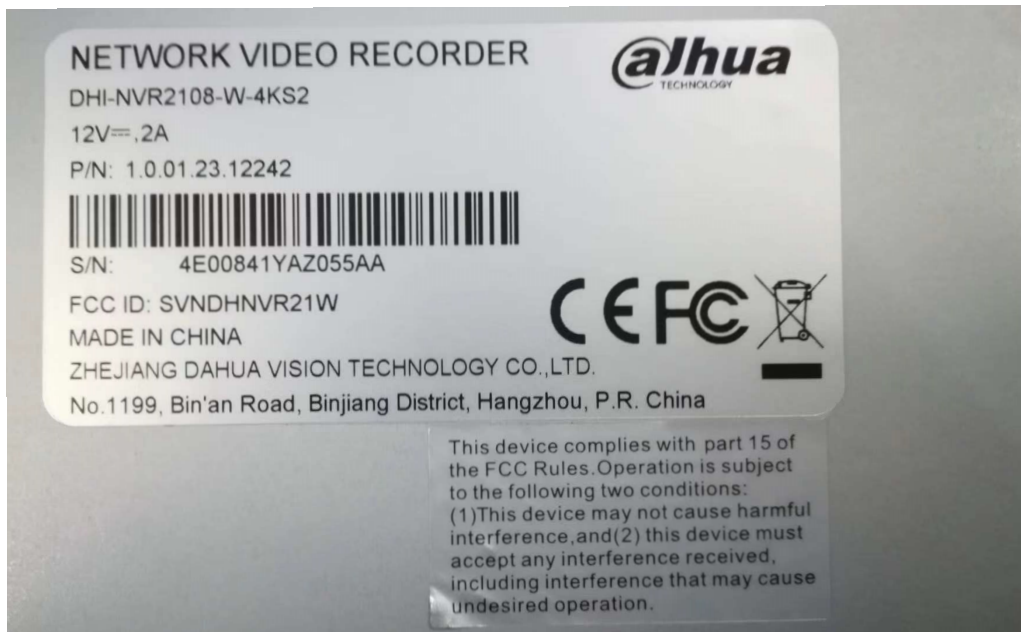 NETWORK VIDEO RECORDER
alhua
TECHNOLOGY
DHI-NVR2108-W-4KS2
12V⎓,2A
P/N: 1.0.01.23.12242
S/N: 4E00841YAZ055AA
FCC ID: SVNDHNVR21W
MADE IN CHINA
CE FC
ZHEJIANG DAHUA VISION TECHNOLOGY CO.,LTD.
No.1199, Bin'an Road, Binjiang District, Hangzhou, P.R. China
This device complies with part 15 of
the FCC Rules.Operation is subject
to the following two conditions:
(1)This device may not cause harmful
interference,and(2) this device must
accept any interference received,
including interference that may cause
undesired operation.